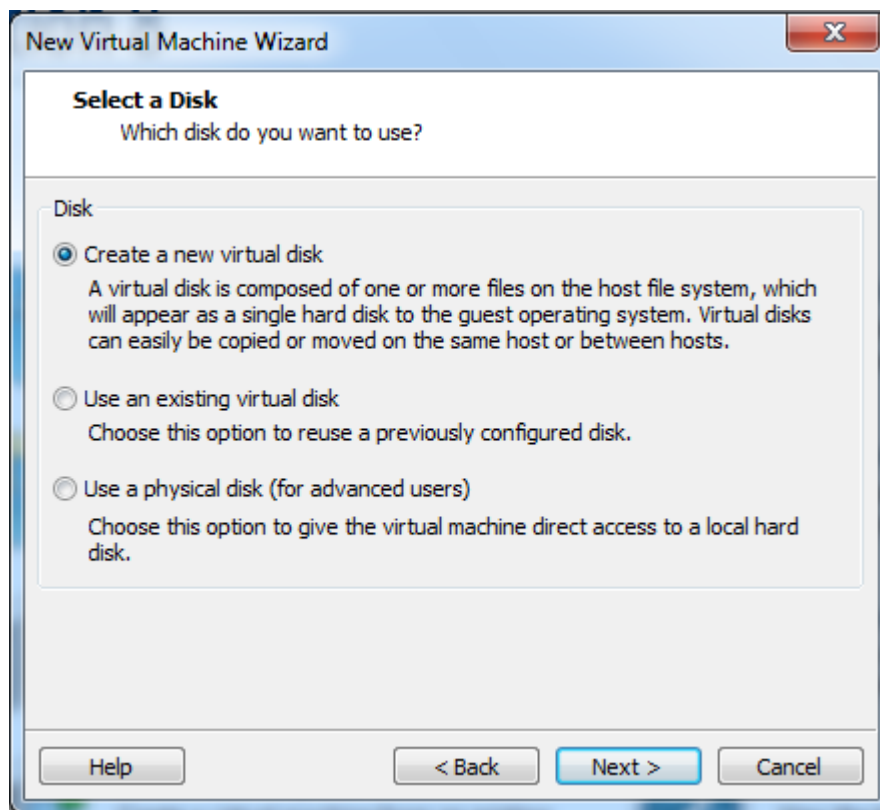 New Virtual Machine Wizard
Select a Disk
Which disk do you want to use?
Disk
Create a new virtual disk
A virtual disk is composed of one or more files on the host file system, which
will appear as a single hard disk to the guest operating system. Virtual disks
can easily be copied or moved on the same host or between hosts.
Use an existing virtual disk
Choose this option to reuse a previously configured disk.
Use a physical disk (for advanced users)
Choose this option to give the virtual machine direct access to a local hard
disk.
Help
< Back
Next >
Cancel